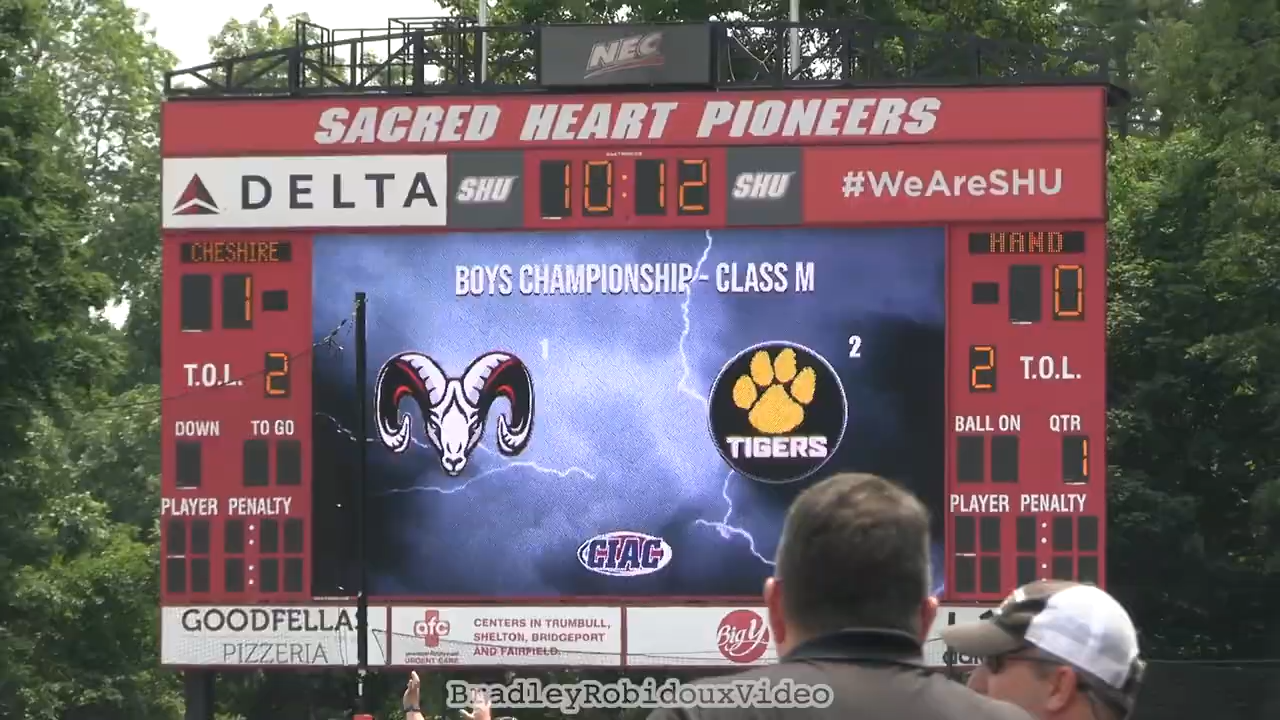 NEC
SACRED HEART PIONEERS
DELTA
SHU
10:12
SHU
#WeAreSHU
CHESHIRE
HAND
1
0
BOYS CHAMPIONSHIP - CLASS M
1
2
T.O.L. 2
2 T.O.L.
TIGERS
DOWN TO GO
BALL ON QTR
1
PLAYER PENALTY
PLAYER PENALTY
CIAC
GOODFELLAS
PIZZERIA
afc
URGENT CARE
CENTERS IN TRUMBULL,
SHELTON, BRIDGEPORT
AND FAIRFIELD.
Big Y
BradleyRobidouxVideo